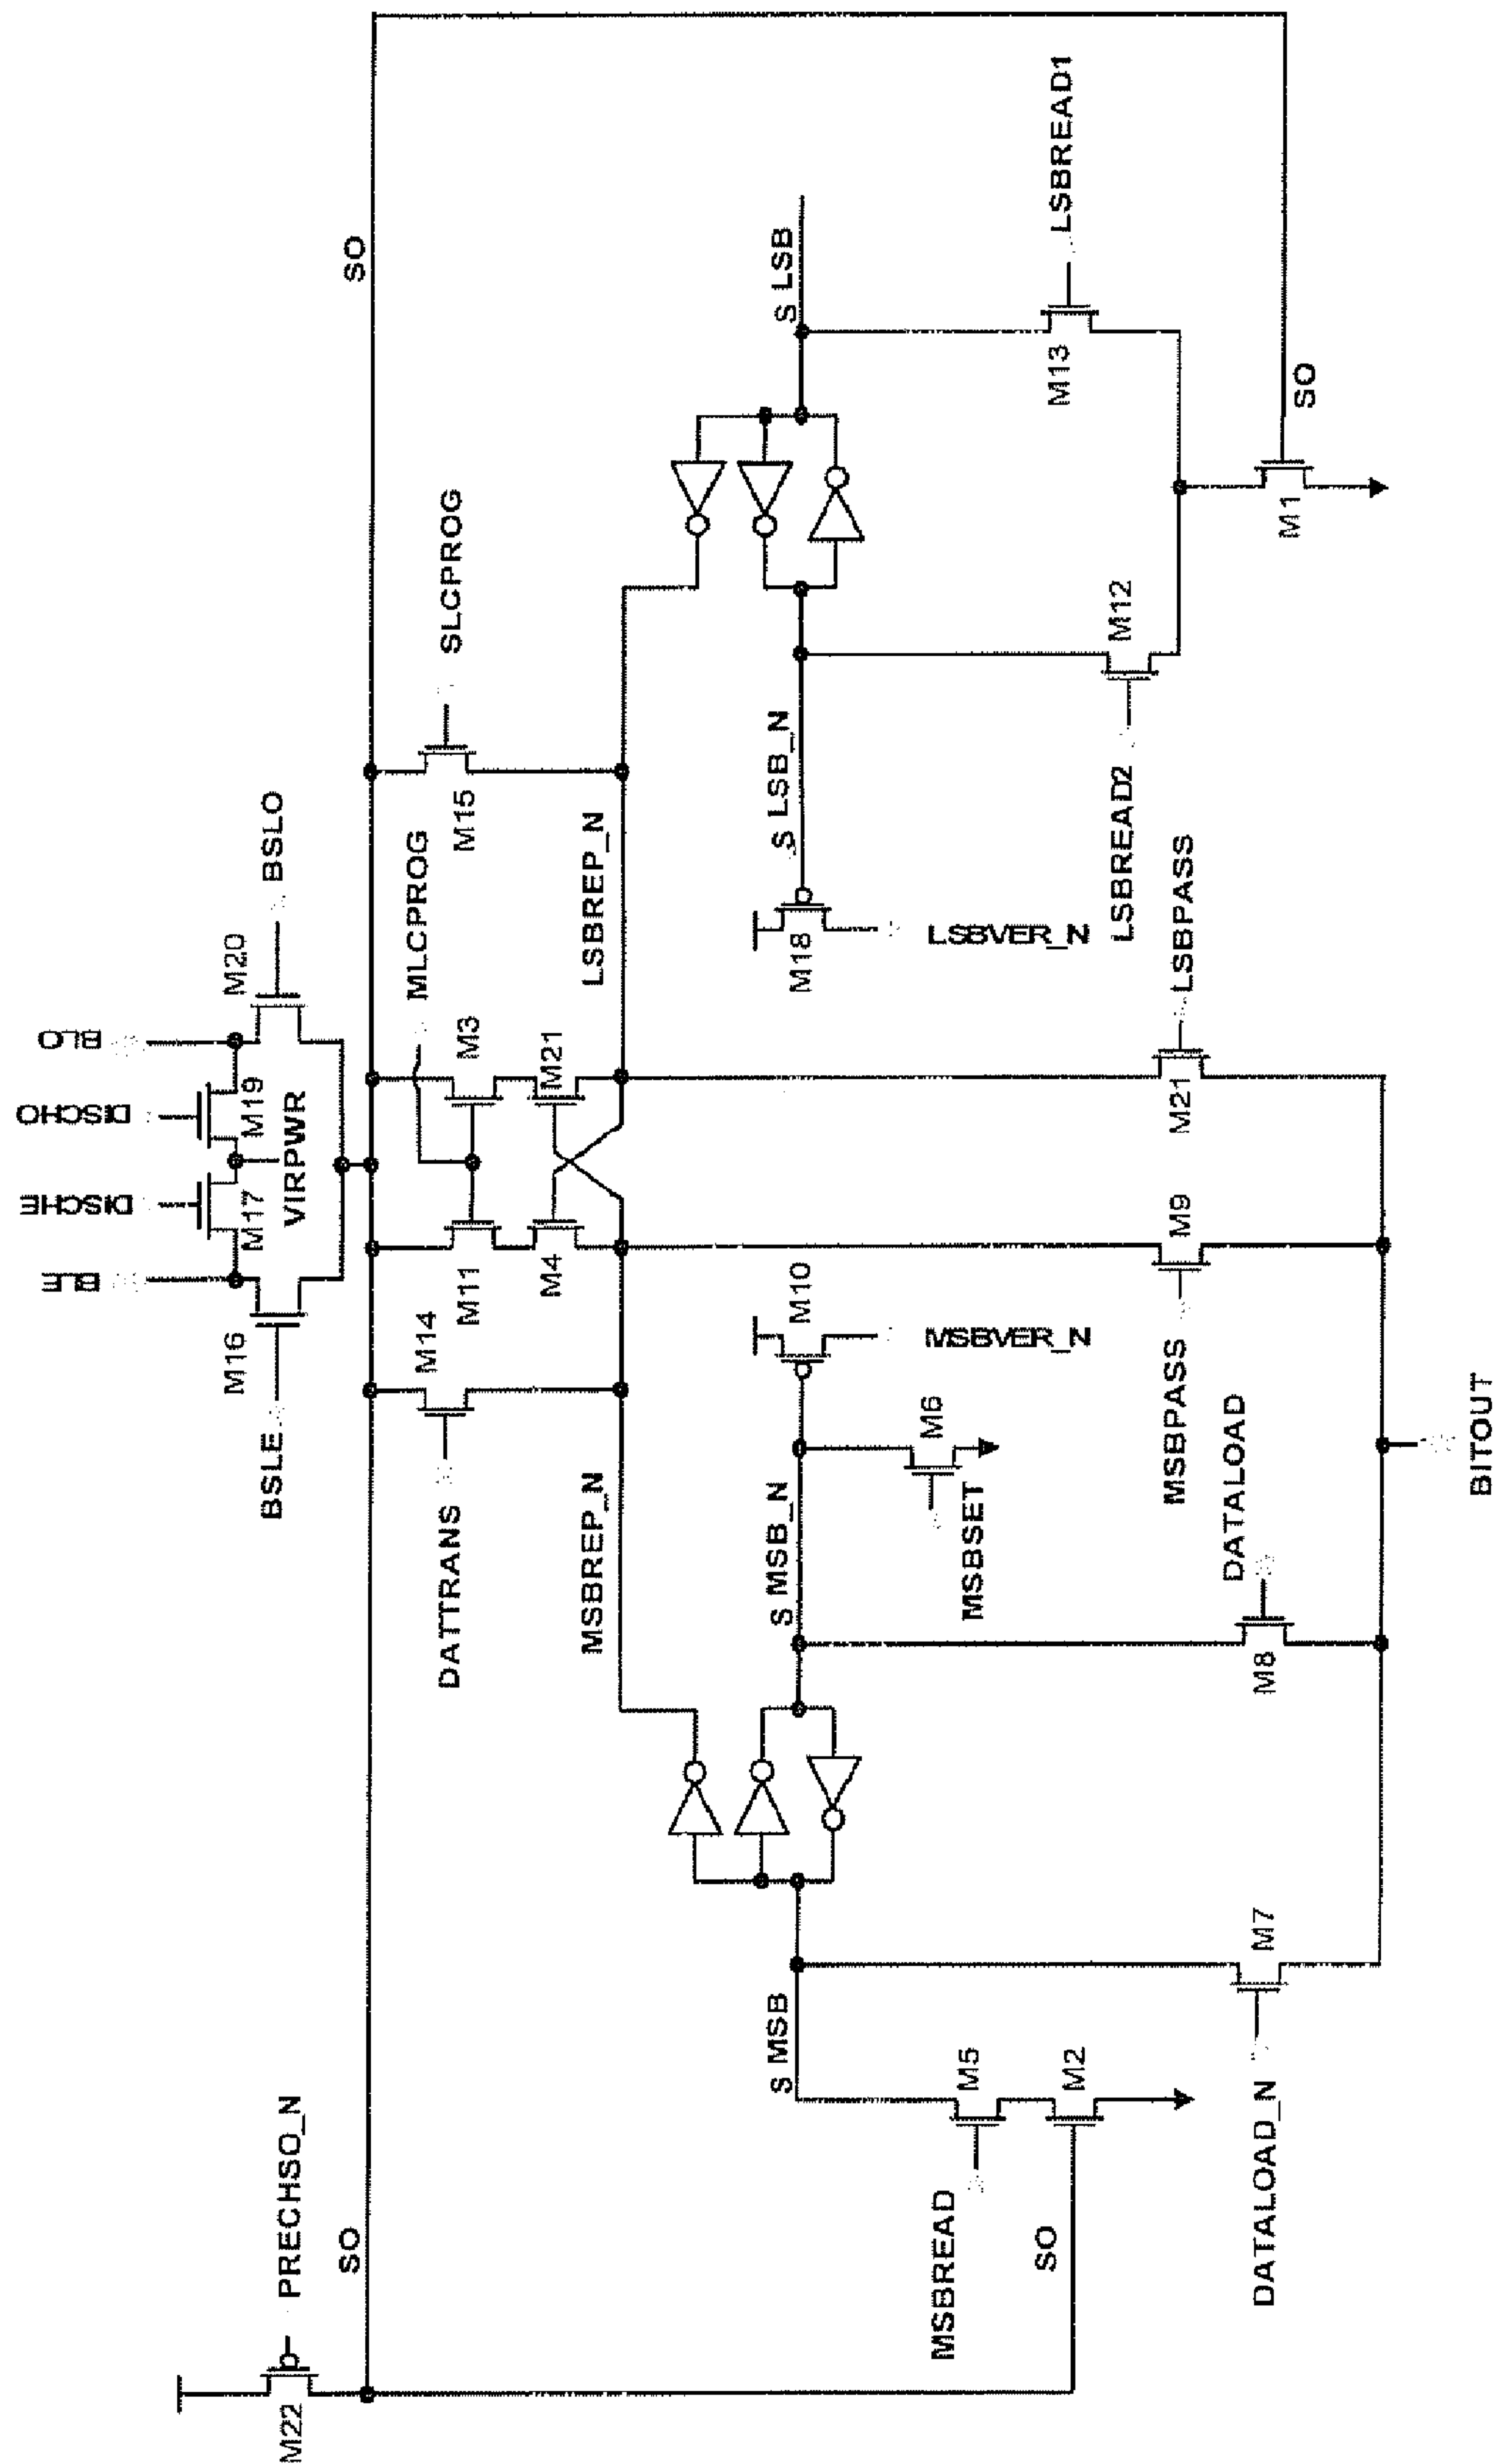 BLE
DISCHE
DISCHO
BLO
M17
M19
VIRPWR
M16
M20
BSLE
BSLO
PRECHSO_N
M22
SO
SO
DATTRANS
M14
M11
M3
MLCPROG
M15
SLCPROG
M4
M21
MSBREP_N
LSBREP_N
S MSB
S MSB_N
M10
MSBVER_N
M6
MSBSET
S LSB_N
M18
LSBVER_N
S LSB
MSBREAD
M5
SO
M2
LSBREAD2
M12
M13
LSBREAD1
MSBPASS
M9
M21
LSBPASS
DATALOAD_N
M7
M8
DATALOAD
M1
SO
BITOUT